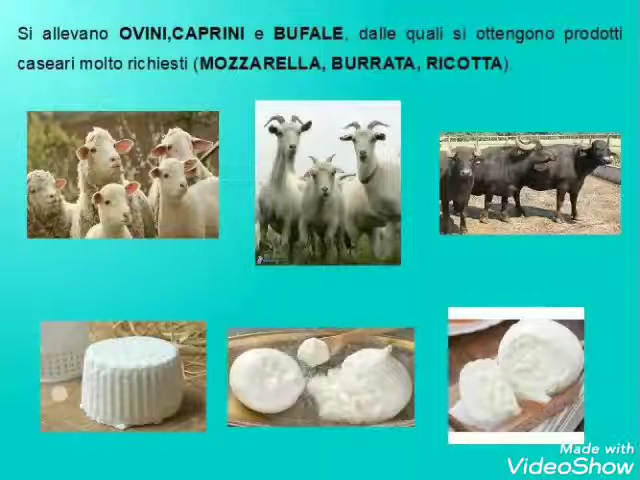 Si allevano OVINI,CAPRINI e BUFALE, dalle quali si ottengono prodotti
caseari molto richiesti (MOZZARELLA, BURRATA, RICOTTA).
Made with
VideoShow